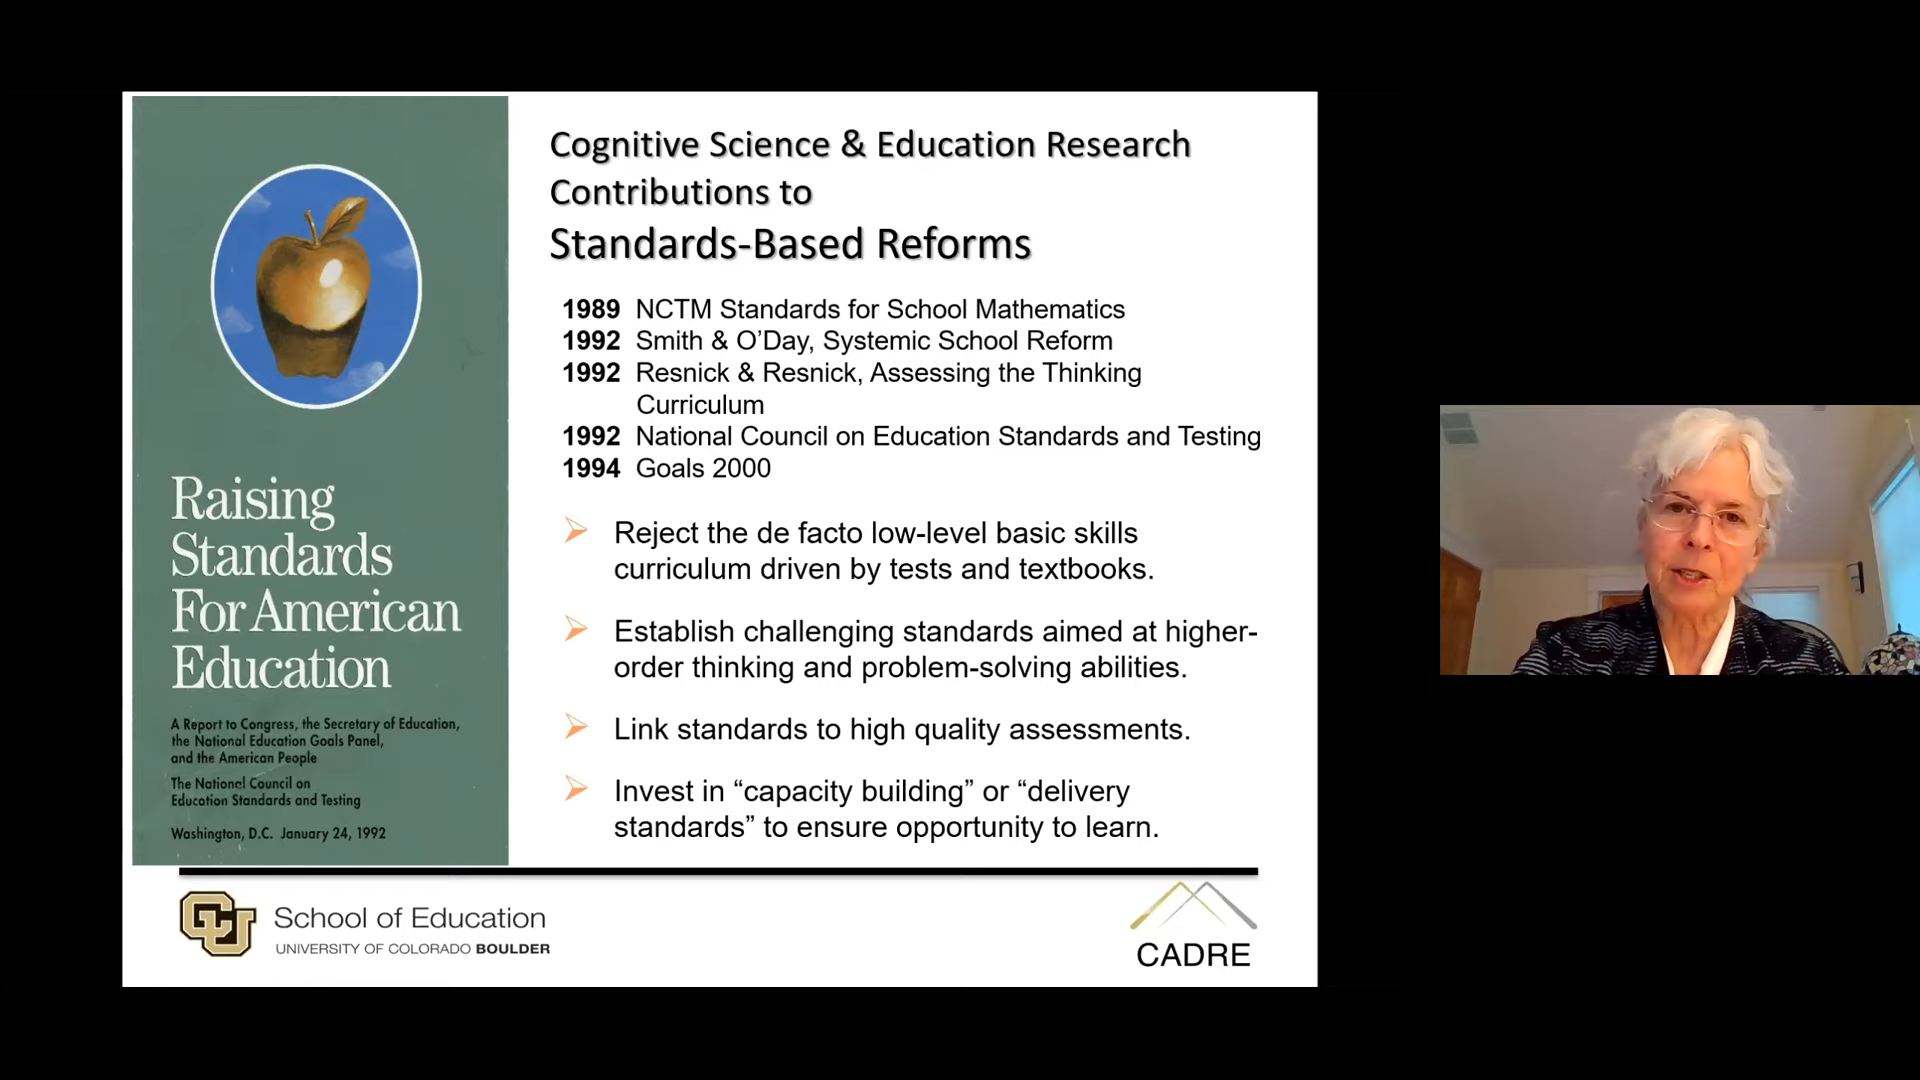 Raising
Standards
For American
Education
A Report to Congress, the Secretary of Education,
the National Education Goals Panel,
and the American People
The National Council on
Education Standards and Testing
Washington, D.C. January 24, 1992
Cognitive Science & Education Research
Contributions to
Standards-Based Reforms
1989 NCTM Standards for School Mathematics
1992 Smith & O’Day, Systemic School Reform
1992 Resnick & Resnick, Assessing the Thinking
Curriculum
1992 National Council on Education Standards and Testing
1994 Goals 2000
Reject the de facto low-level basic skills
curriculum driven by tests and textbooks.
Establish challenging standards aimed at higher-
order thinking and problem-solving abilities.
Link standards to high quality assessments.
Invest in “capacity building” or “delivery
standards” to ensure opportunity to learn.
CU
School of Education
UNIVERSITY OF COLORADO BOULDER
CADRE